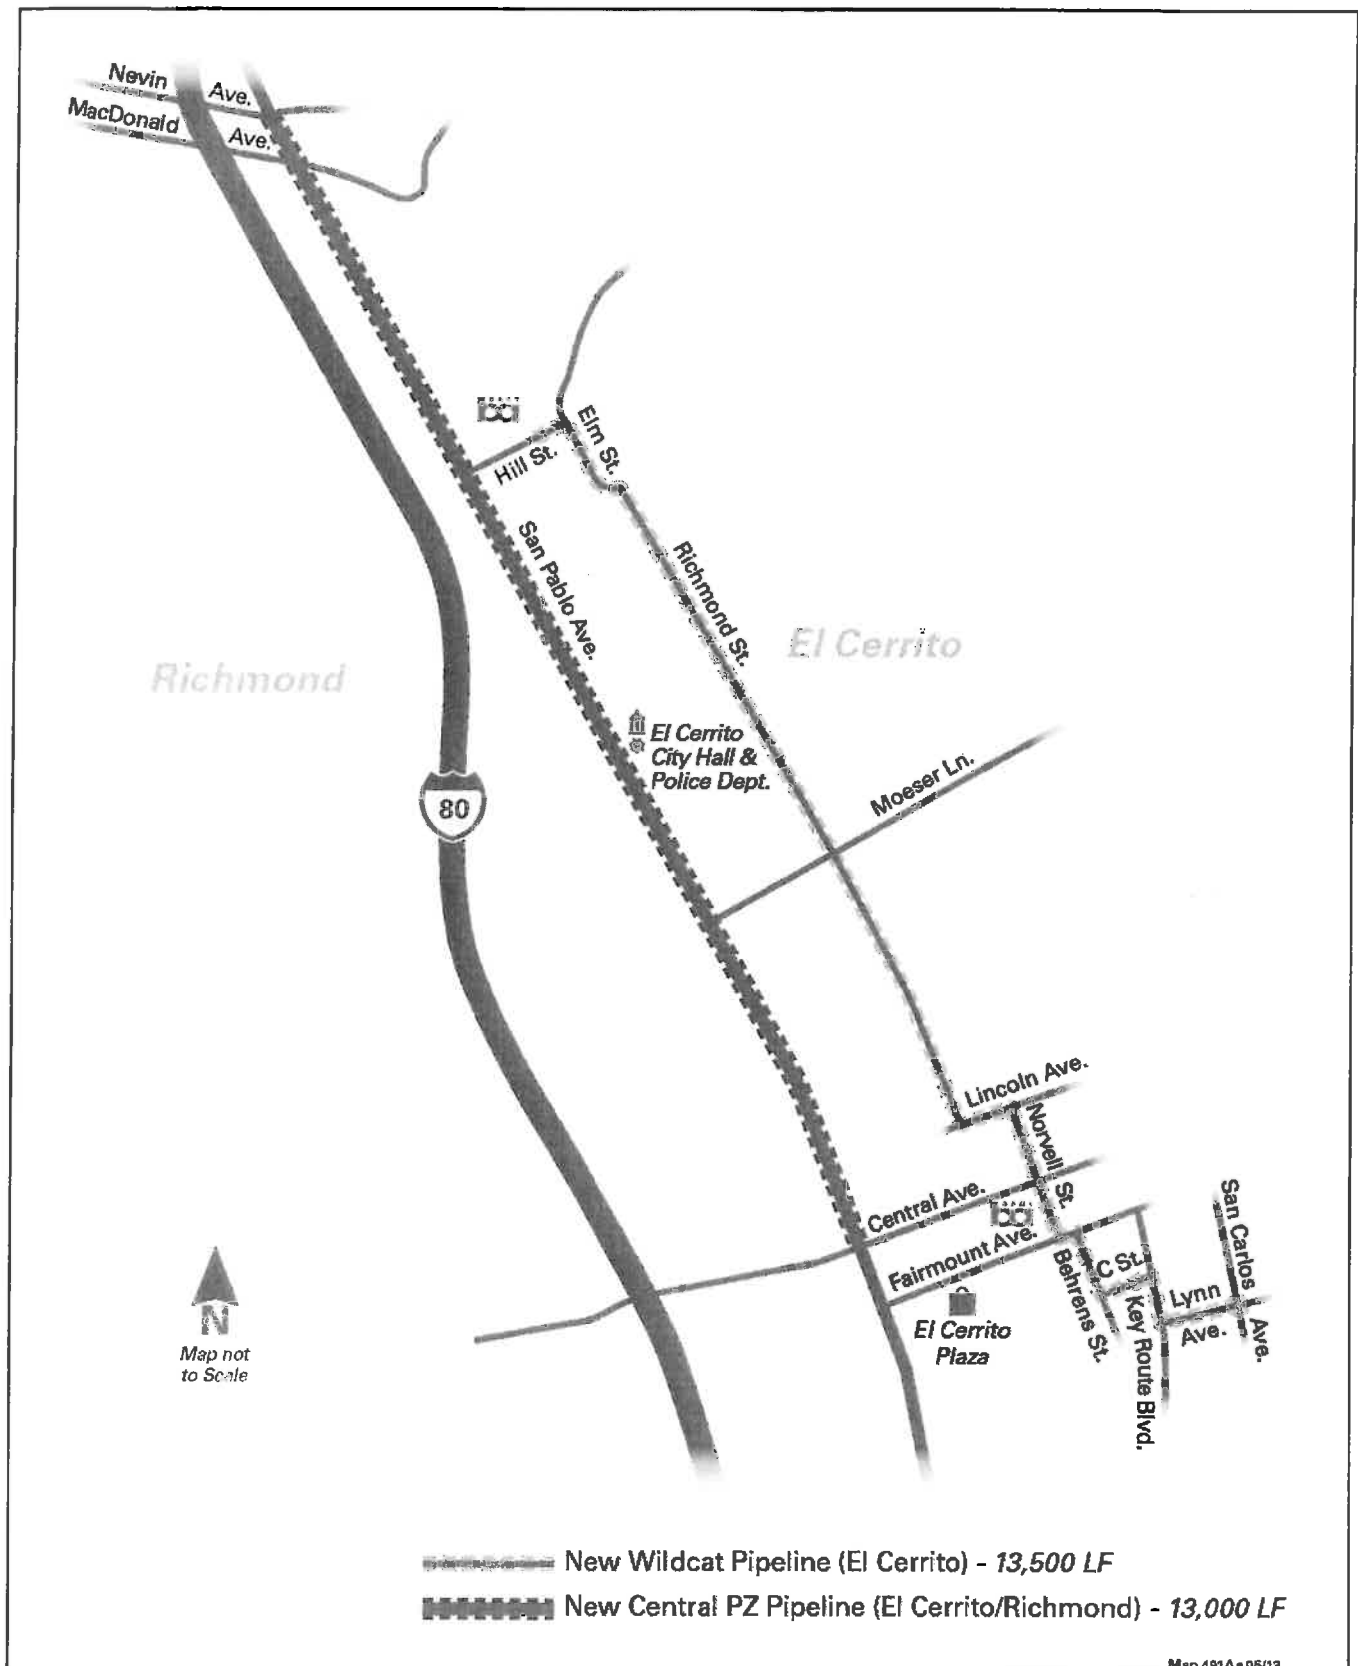 Nevin Ave.
MacDonald Ave.
Elm St.
Hill St.
San Pablo Ave.
Richmond St.
El Cerrito
Richmond
El Cerrito
City Hall &
Police Dept.
Moeser Ln.
80
Lincoln Ave.
Norvell St.
Central Ave.
Fairmount Ave.
San Carlos Ave.
C St.
Behrens St.
Key Route Blvd.
Lynn Ave.
El Cerrito
Plaza
N
Map not
to Scale
New Wildcat Pipeline (El Cerrito) - 13,500 LF
New Central PZ Pipeline (El Cerrito/Richmond) - 13,000 LF